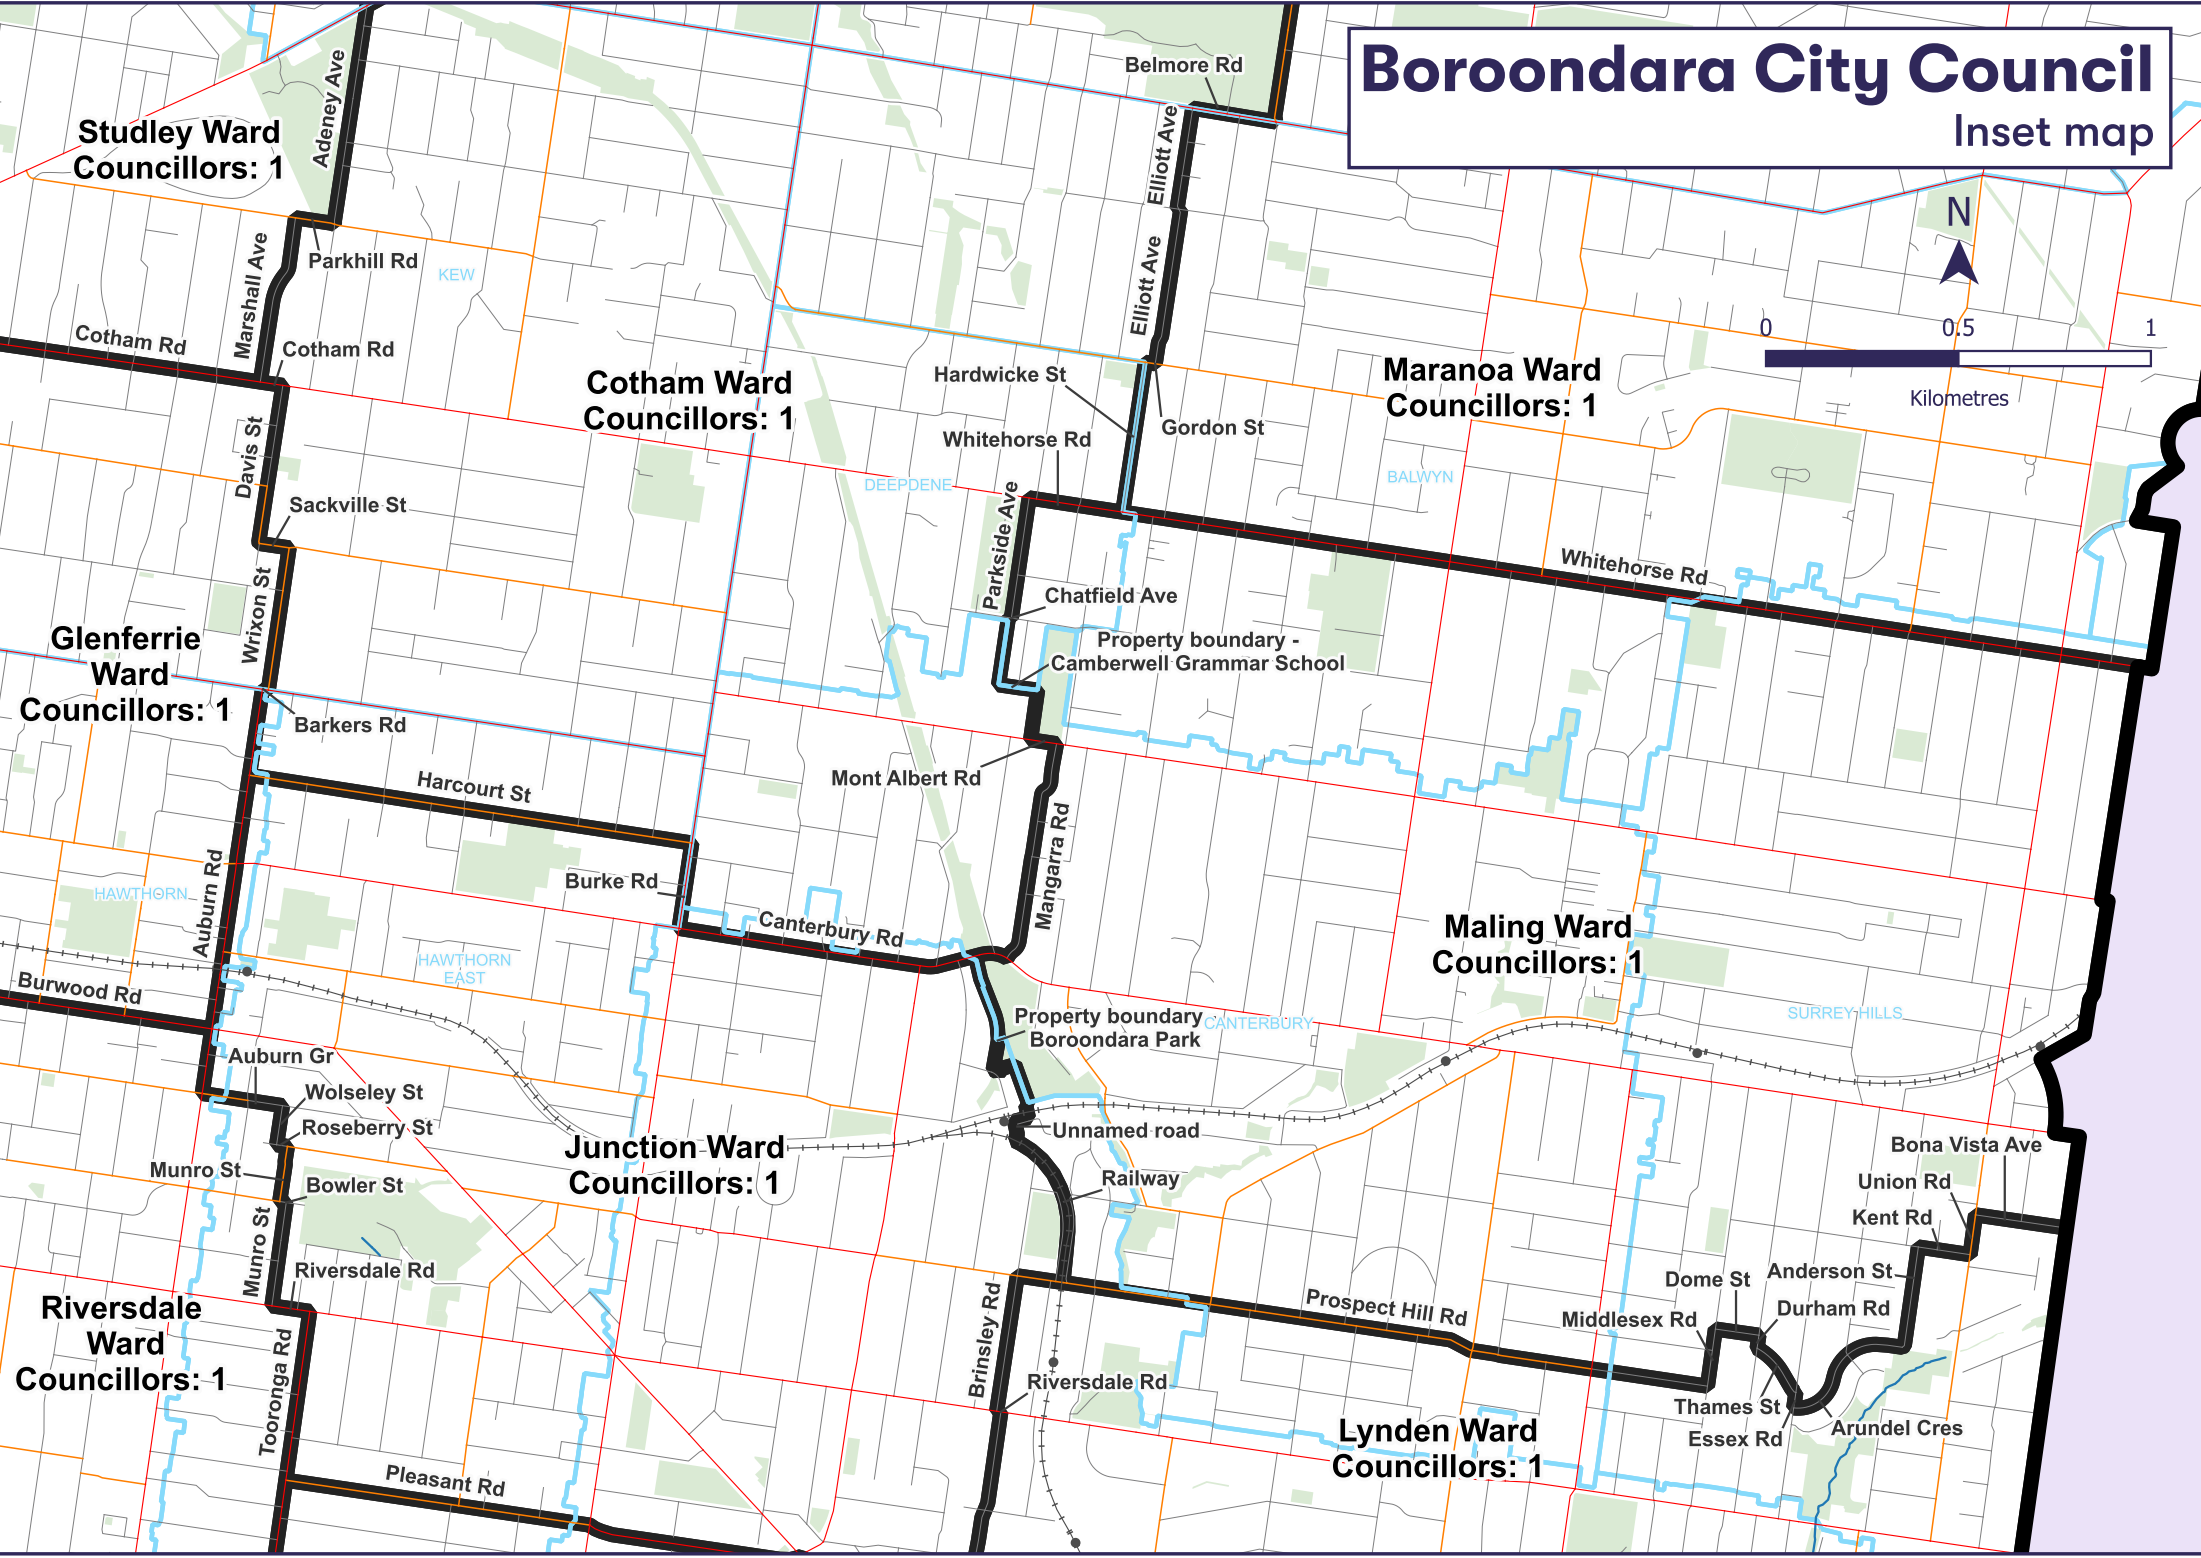 Boroondara City Council
Inset map
N
0
0.5
1
Kilometres
Belmore Rd
Adeney Ave
Studley Ward
Councillors: 1
Elliott Ave
Parkhill Rd
Marshall Ave
KEW
Elliott Ave
Cotham Rd
Cotham Rd
Cotham Ward
Councillors: 1
Hardwicke St
Maranoa Ward
Councillors: 1
Gordon St
Whitehorse Rd
Davis St
DEEPDENE
BALWYN
Sackville St
Parkside Ave
Whitehorse Rd
Wrixon St
Chatfield Ave
Glenferrie
Ward
Councillors: 1
Property boundary -
Camberwell Grammar School
Barkers Rd
Harcourt St
Mont Albert Rd
Mangarra Rd
Auburn Rd
HAWTHORN
Burke Rd
Canterbury Rd
Maling Ward
Councillors: 1
HAWTHORN
EAST
Burwood Rd
Property boundary
Boroondara Park
CANTERBURY
SURREY HILLS
Auburn Gr
Wolseley St
Roseberry St
Unnamed road
Junction Ward
Councillors: 1
Munro St
Bowler St
Railway
Bona Vista Ave
Union Rd
Kent Rd
Munro St
Riversdale Rd
Anderson St
Dome St
Durham Rd
Middlesex Rd
Prospect Hill Rd
Riversdale
Ward
Councillors: 1
Tooronga Rd
Brinsley Rd
Riversdale Rd
Thames St
Essex Rd
Arundel Cres
Lynden Ward
Councillors: 1
Pleasant Rd